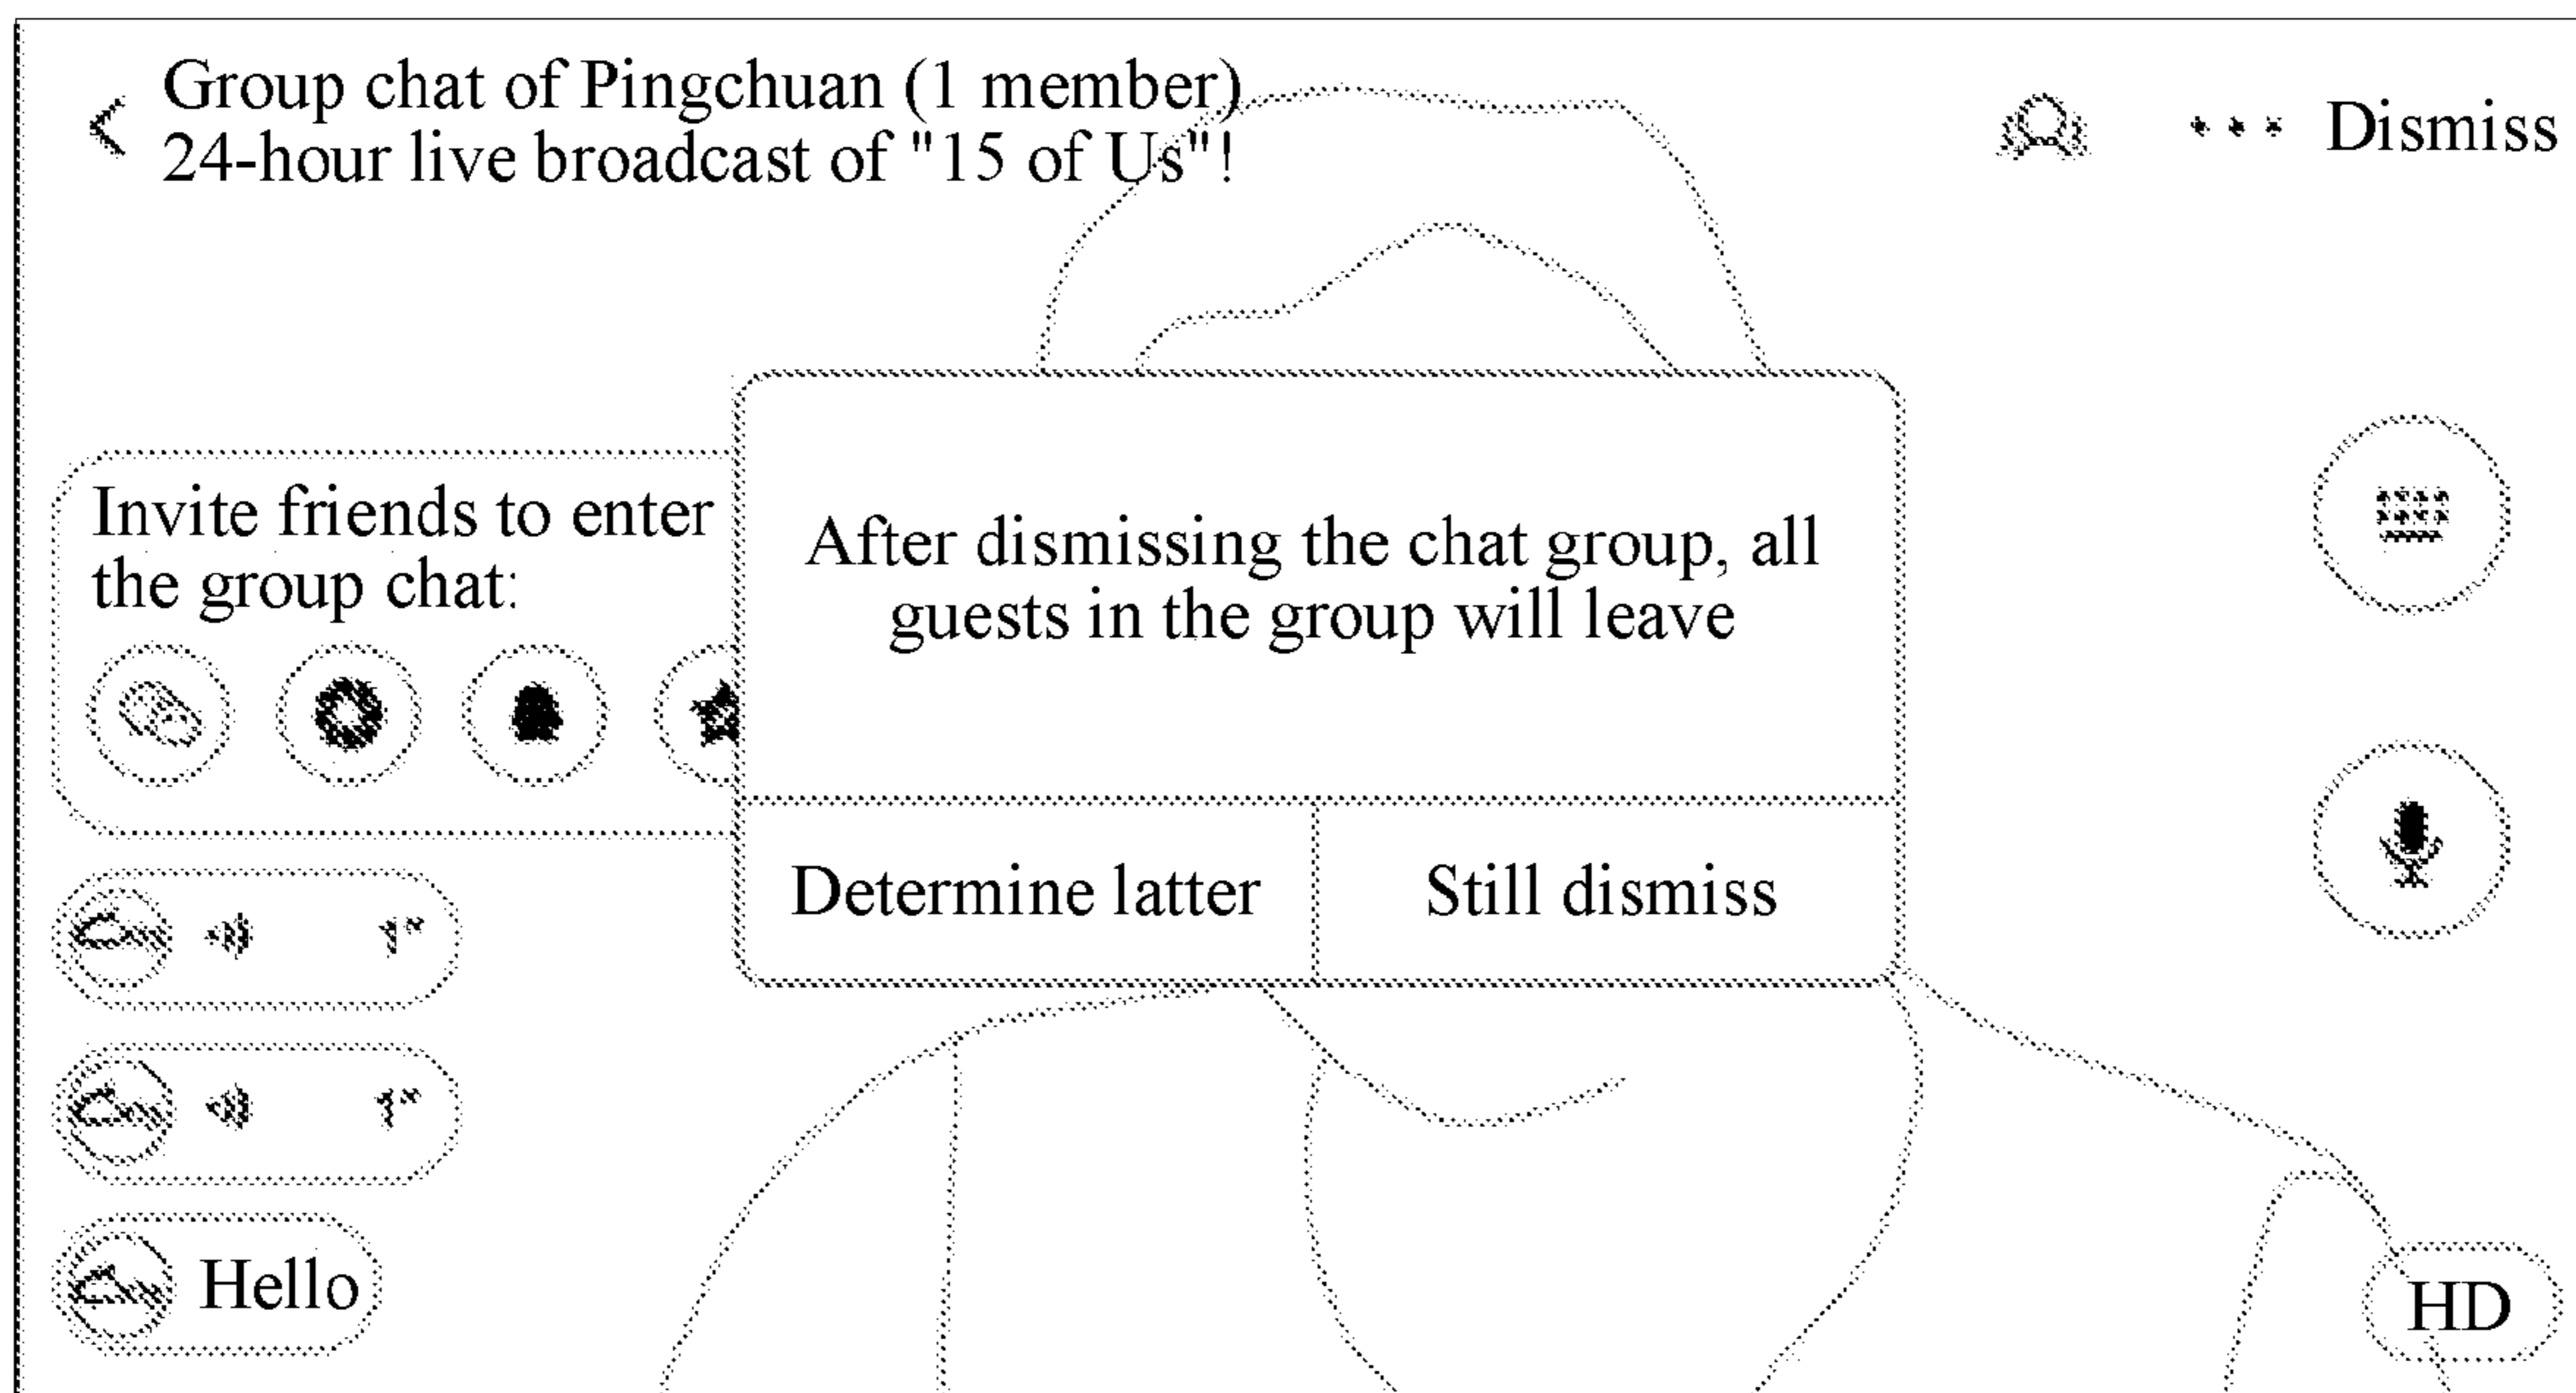 Group chat of Pingchuan (1 member)
24-hour live broadcast of "15 of Us"!
Dismiss
Invite friends to enter
the group chat:
After dismissing the chat group, all
guests in the group will leave
Determine latter
Still dismiss
1"
1"
Hello
HD